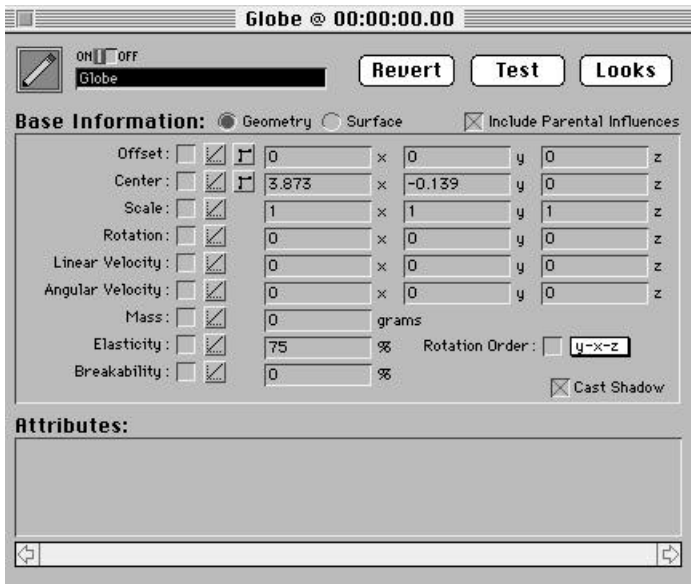 Globe @ 00:00:00.00
ON OFF
Globe
Revert Test Looks
Base Information: Geometry Surface Include Parental Influences
Offset: 0 x 0 y 0 z
Center: 3.873 x -0.139 y 0 z
Scale: 1 x 1 y 1 z
Rotation: 0 x 0 y 0 z
Linear Velocity: 0 x 0 y 0 z
Angular Velocity: 0 x 0 y 0 z
Mass: 0 grams
Elasticity: 75 % Rotation Order: y-x-z
Breakability: 0 %
Cast Shadow
Attributes: